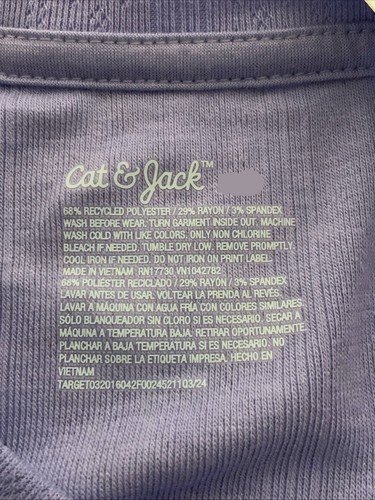 Cat & Jack™
68% RECYCLED POLYESTER / 29% RAYON / 3% SPANDEX
WASH BEFORE WEAR. TURN GARMENT INSIDE OUT. MACHINE
WASH COLD WITH LIKE COLORS. ONLY NON CHLORINE
BLEACH IF NEEDED. TUMBLE DRY LOW. REMOVE PROMPTLY.
COOL IRON IF NEEDED. DO NOT IRON ON PRINT LABEL.
MADE IN VIETNAM RN17730 VN1042782
68% POLIÉSTER RECICLADO / 29% RAYON / 3% SPANDEX
LAVAR ANTES DE USAR. VOLTEAR LA PRENDA AL REVÉS.
LAVAR A MÁQUINA CON AGUA FRÍA CON COLORES SIMILARES.
SÓLO BLANQUEADOR SIN CLORO SI ES NECESARIO. SECAR A
MÁQUINA A TEMPERATURA BAJA. RETIRAR OPORTUNAMENTE.
PLANCHAR A BAJA TEMPERATURA SI ES NECESARIO. NO
PLANCHAR SOBRE LA ETIQUETA IMPRESA. HECHO EN
VIETNAM
TARGET032016042F0024521103/24